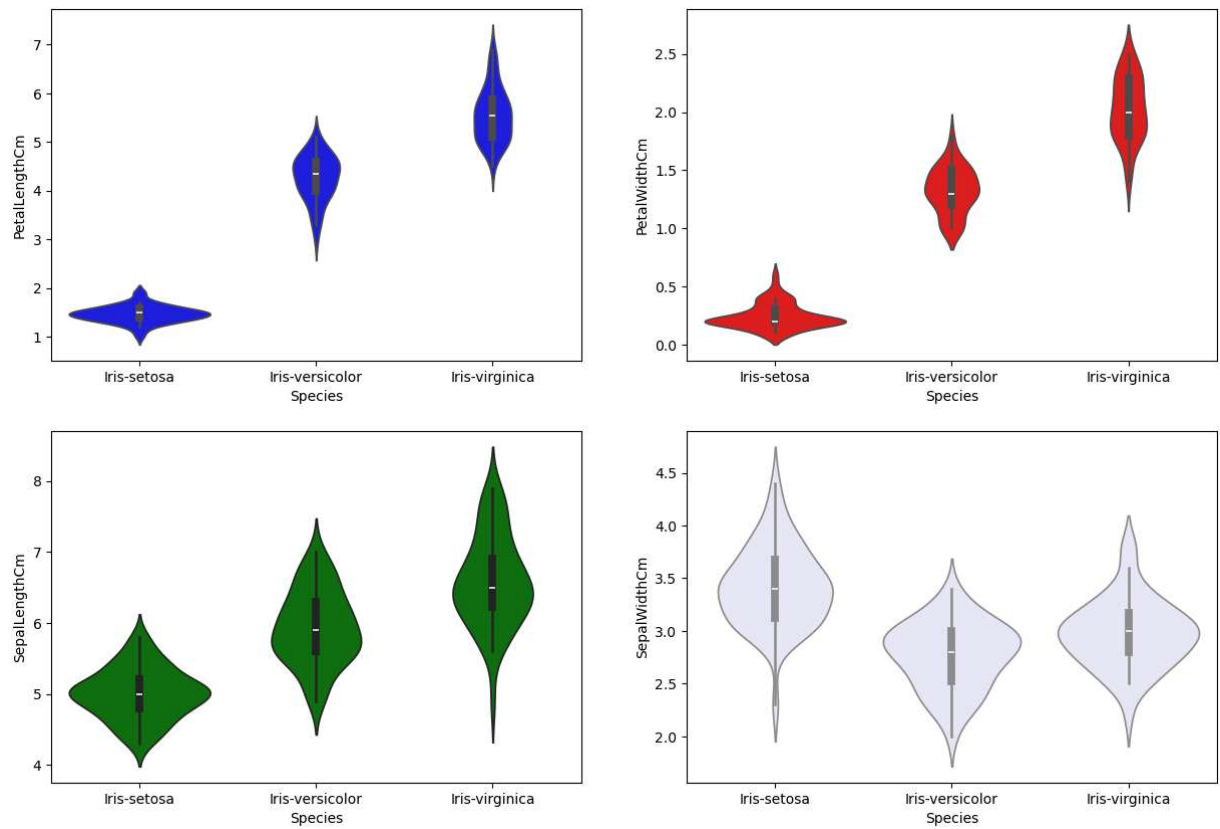 PetalLengthCm
7
6
5
4
3
2
1
Iris-setosa Iris-versicolor Iris-virginica
Species
PetalWidthCm
2.5
2.0
1.5
1.0
0.5
0.0
Iris-setosa Iris-versicolor Iris-virginica
Species
SepalLengthCm
8
7
6
5
4
Iris-setosa Iris-versicolor Iris-virginica
Species
SepalWidthCm
4.5
4.0
3.5
3.0
2.5
2.0
Iris-setosa Iris-versicolor Iris-virginica
Species